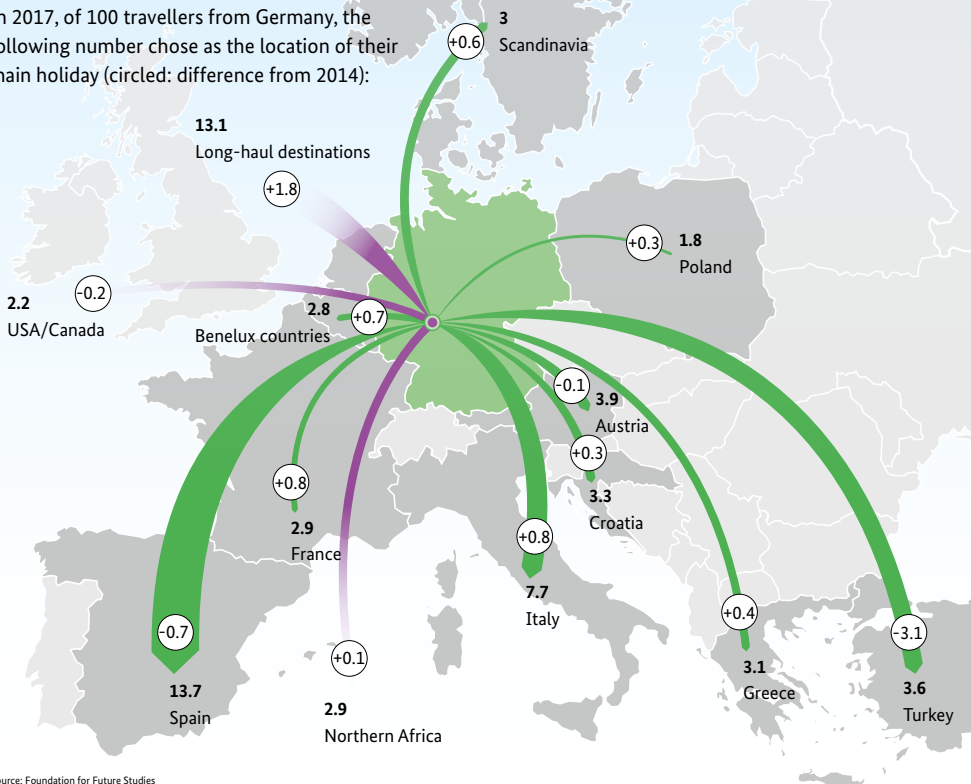 n 2017, of 100 travellers from Germany, the
ollowing number chose as the location of their
main holiday (circled: difference from 2014):
3
+0.6
Scandinavia
13.1
Long-haul destinations
+1.8
+0.3
1.8
Poland
-0.2
2.2
USA/Canada
2.8
+0.7
Benelux countries
-0.1
3.9
Austria
+0.3
3.3
Croatia
+0.8
2.9
France
+0.8
7.7
Italy
+0.4
3.1
Greece
-3.1
3.6
Turkey
-0.7
13.7
Spain
+0.1
2.9
Northern Africa
ource: Foundation for Future Studies